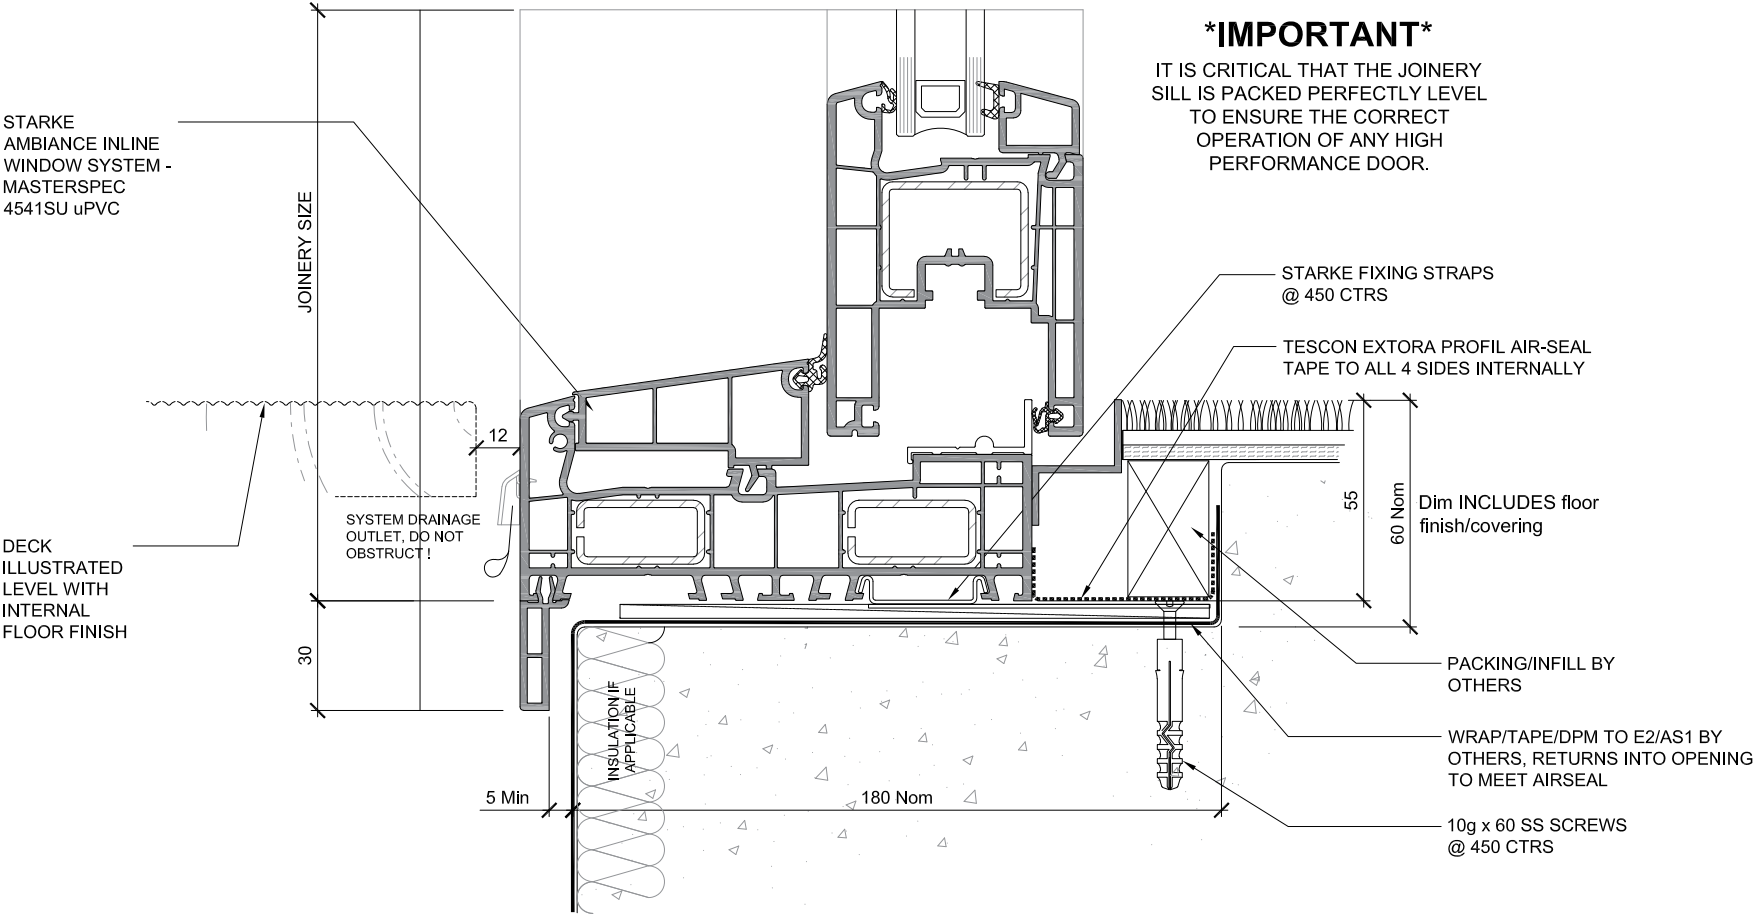 *IMPORTANT*
IT IS CRITICAL THAT THE JOINERY
SILL IS PACKED PERFECTLY LEVEL
TO ENSURE THE CORRECT
OPERATION OF ANY HIGH
PERFORMANCE DOOR.
STARKE
AMBIANCE INLINE
WINDOW SYSTEM -
MASTERSPEC
4541SU uPVC
JOINERY SIZE
STARKE FIXING STRAPS
@ 450 CTRS
TESCON EXTORA PROFIL AIR-SEAL
TAPE TO ALL 4 SIDES INTERNALLY
12
SYSTEM DRAINAGE
OUTLET, DO NOT
OBSTRUCT !
55
60 Nom
Dim INCLUDES floor
finish/covering
DECK
ILLUSTRATED
LEVEL WITH
INTERNAL
FLOOR FINISH
30
INSULATION IF
APPLICABLE
PACKING/INFILL BY
OTHERS
WRAP/TAPE/DPM TO E2/AS1 BY
OTHERS, RETURNS INTO OPENING
TO MEET AIRSEAL
5 Min
180 Nom
10g x 60 SS SCREWS
@ 450 CTRS